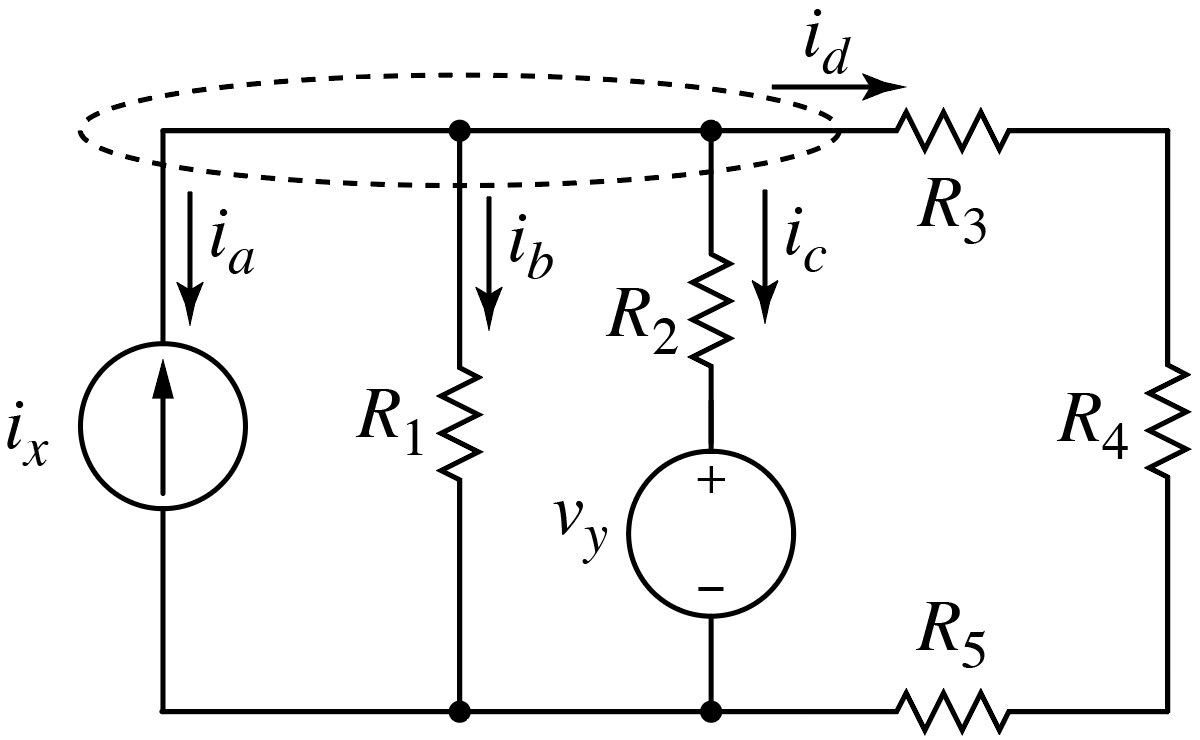 i_d
R_3
i_a
i_b
i_c
R_2
i_x
R_1
R_4
v_y
+
−
R_5